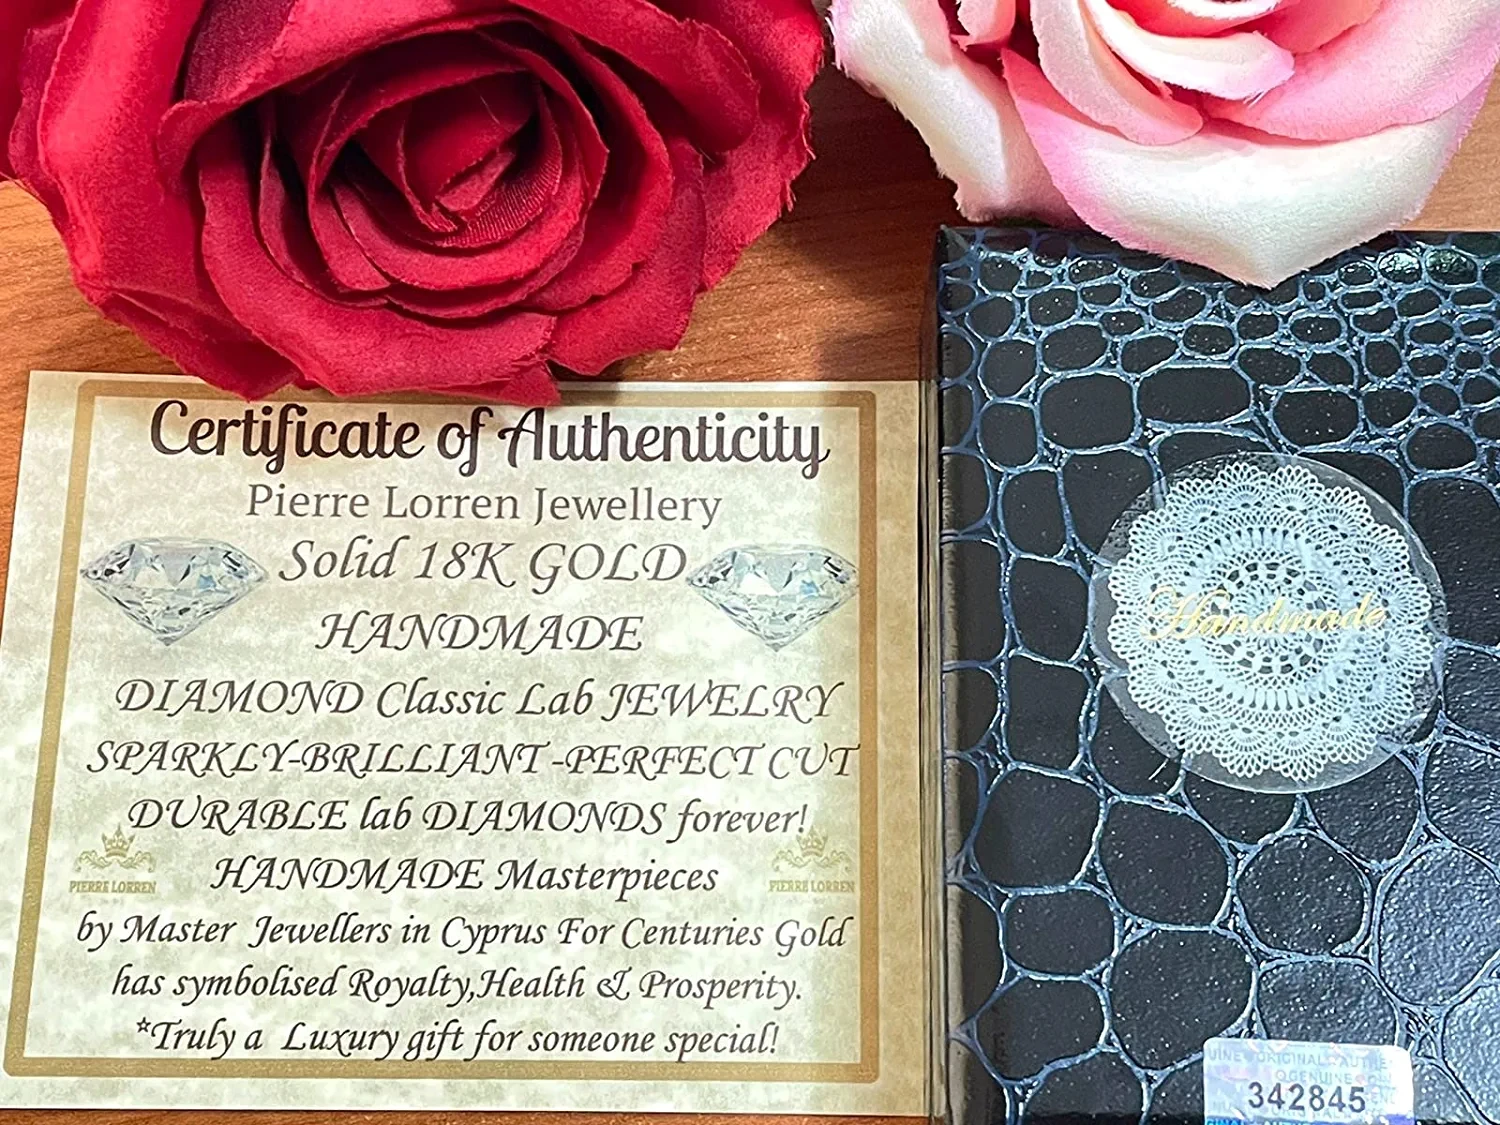 Certificate of Authenticity
Pierre Lorren Jewellery
Solid 18K GOLD
HANDMADE
DIAMOND Classic Lab JEWELRY
SPARKLY-BRILLIANT -PERFECT CUT
DURABLE lab DIAMONDS forever!
HANDMADE Masterpieces
PIERRE LORREN
PIERRE LORREN
by Master Jewellers in Cyprus For Centuries Gold
has symbolised Royalty,Health & Prosperity.
*Truly a Luxury gift for someone special!
Handmade
342845